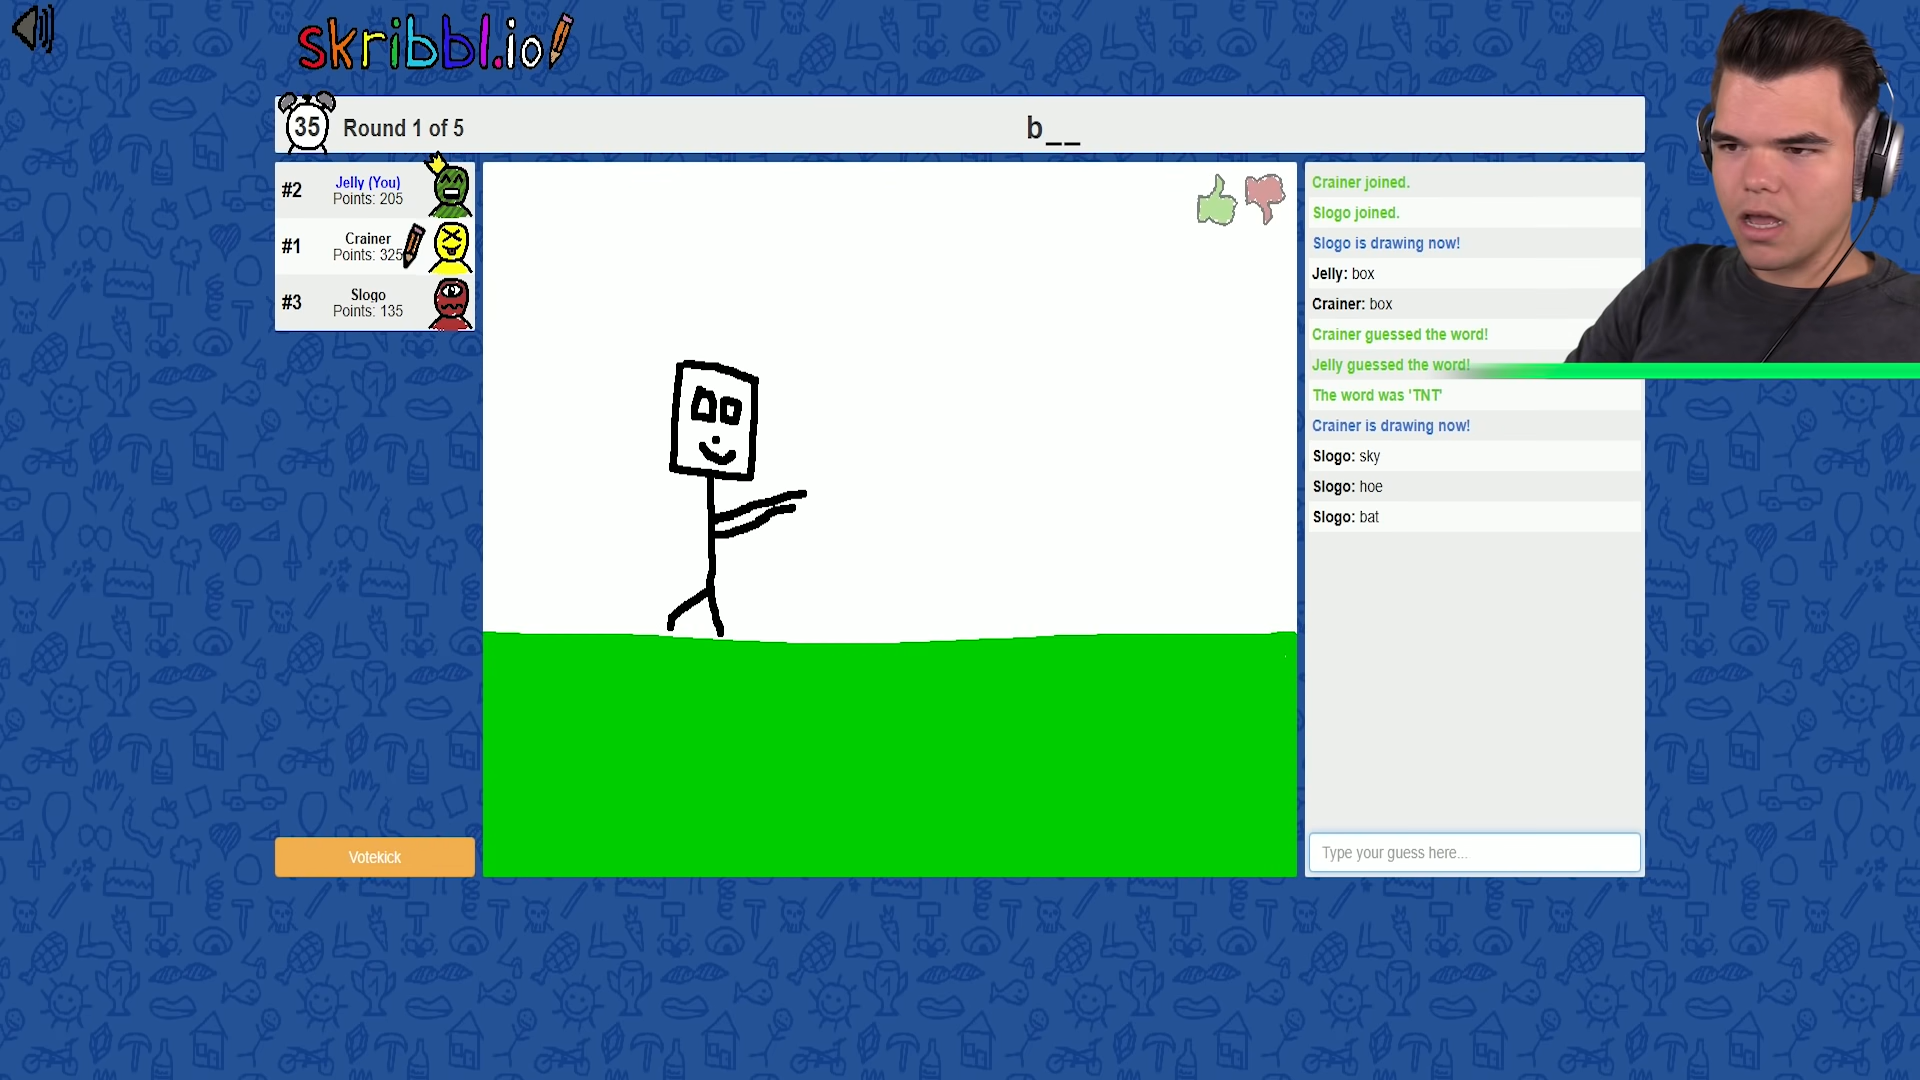 skribbl.io
35
Round 1 of 5
b__
#2
Jelly (You)
Points: 205
#1
Crainer
Points: 325
#3
Slogo
Points: 135
Crainer joined.
Slogo joined.
Slogo is drawing now!
Jelly: box
Crainer: box
Crainer guessed the word!
Jelly guessed the word!
The word was 'TNT'
Crainer is drawing now!
Slogo: sky
Slogo: hoe
Slogo: bat
Votekick
Type your guess here...